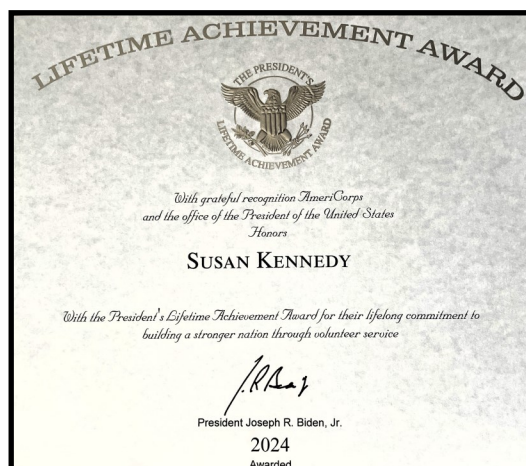 LIFETIME ACHIEVEMENT AWARD
THE PRESIDENT'S
LIFETIME ACHIEVEMENT AWARD
With grateful recognition AmeriCorps
and the office of the President of the United States
Honors
SUSAN KENNEDY
With the President's Lifetime Achievement Award for their lifelong commitment to
building a stronger nation through volunteer service
President Joseph R. Biden, Jr.
2024
Awarded